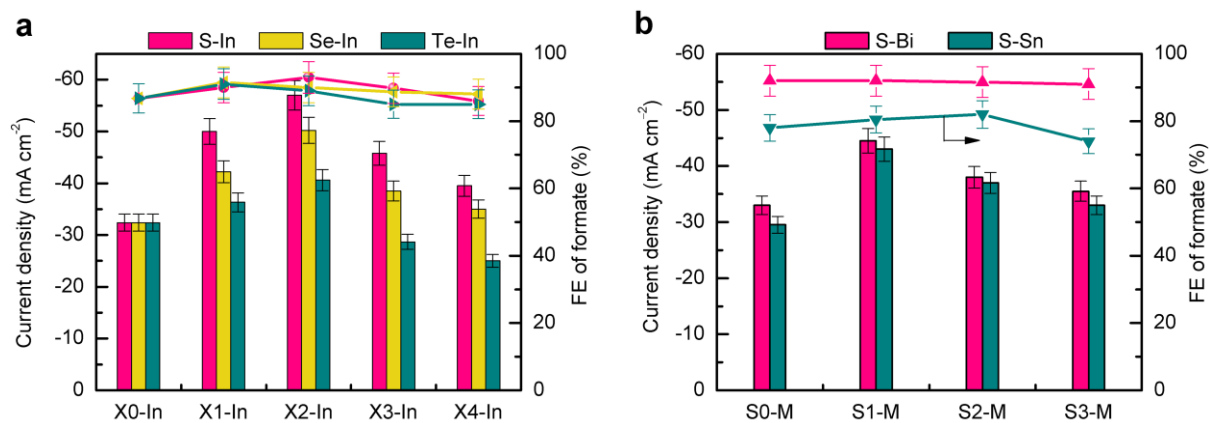 a
S-In Se-In Te-In
Current density (mA cm⁻²)
-60
-50
-40
-30
-20
-10
0
X0-In X1-In X2-In X3-In X4-In
100
80
60
40
20
0
FE of formate (%)
b
S-Bi S-Sn
Current density (mA cm⁻²)
-60
-50
-40
-30
-20
-10
0
S0-M S1-M S2-M S3-M
100
80
60
40
20
0
FE of formate (%)